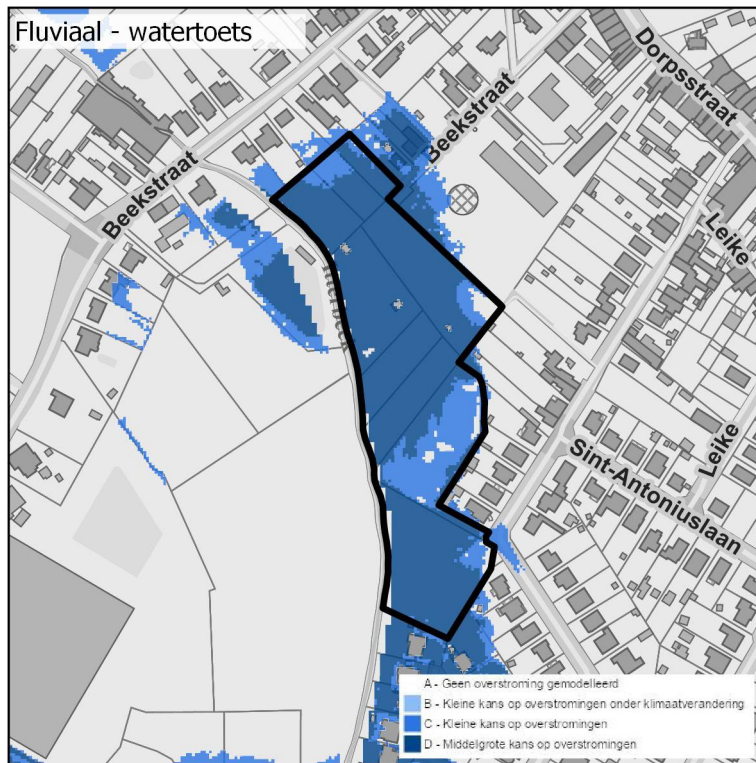 Fluviaal - watertoets
Dorpsstraat
Beekstraat
Beekstraat
Leike
Leike
Sint-Antoniuslaan
A - Geen overstroming gemodelleerd
B - Kleine kans op overstromingen onder klimaatverandering
C - Kleine kans op overstromingen
D - Middelgrote kans op overstromingen